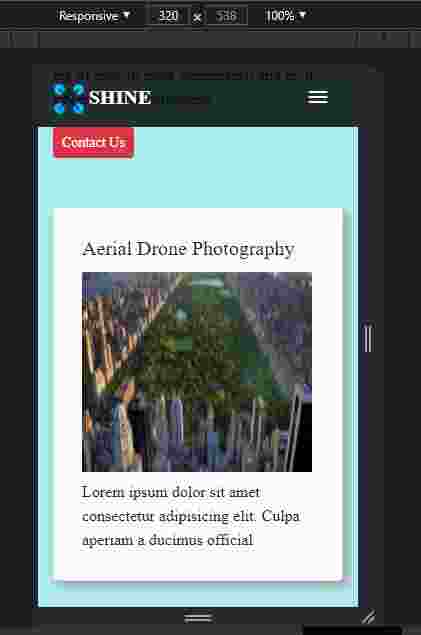 Responsive ▼ 320 x 538 100% ▼
SHINE
Contact Us
Aerial Drone Photography
Lorem ipsum dolor sit amet
consectetur adipisicing elit. Culpa
aperiam a ducimus official